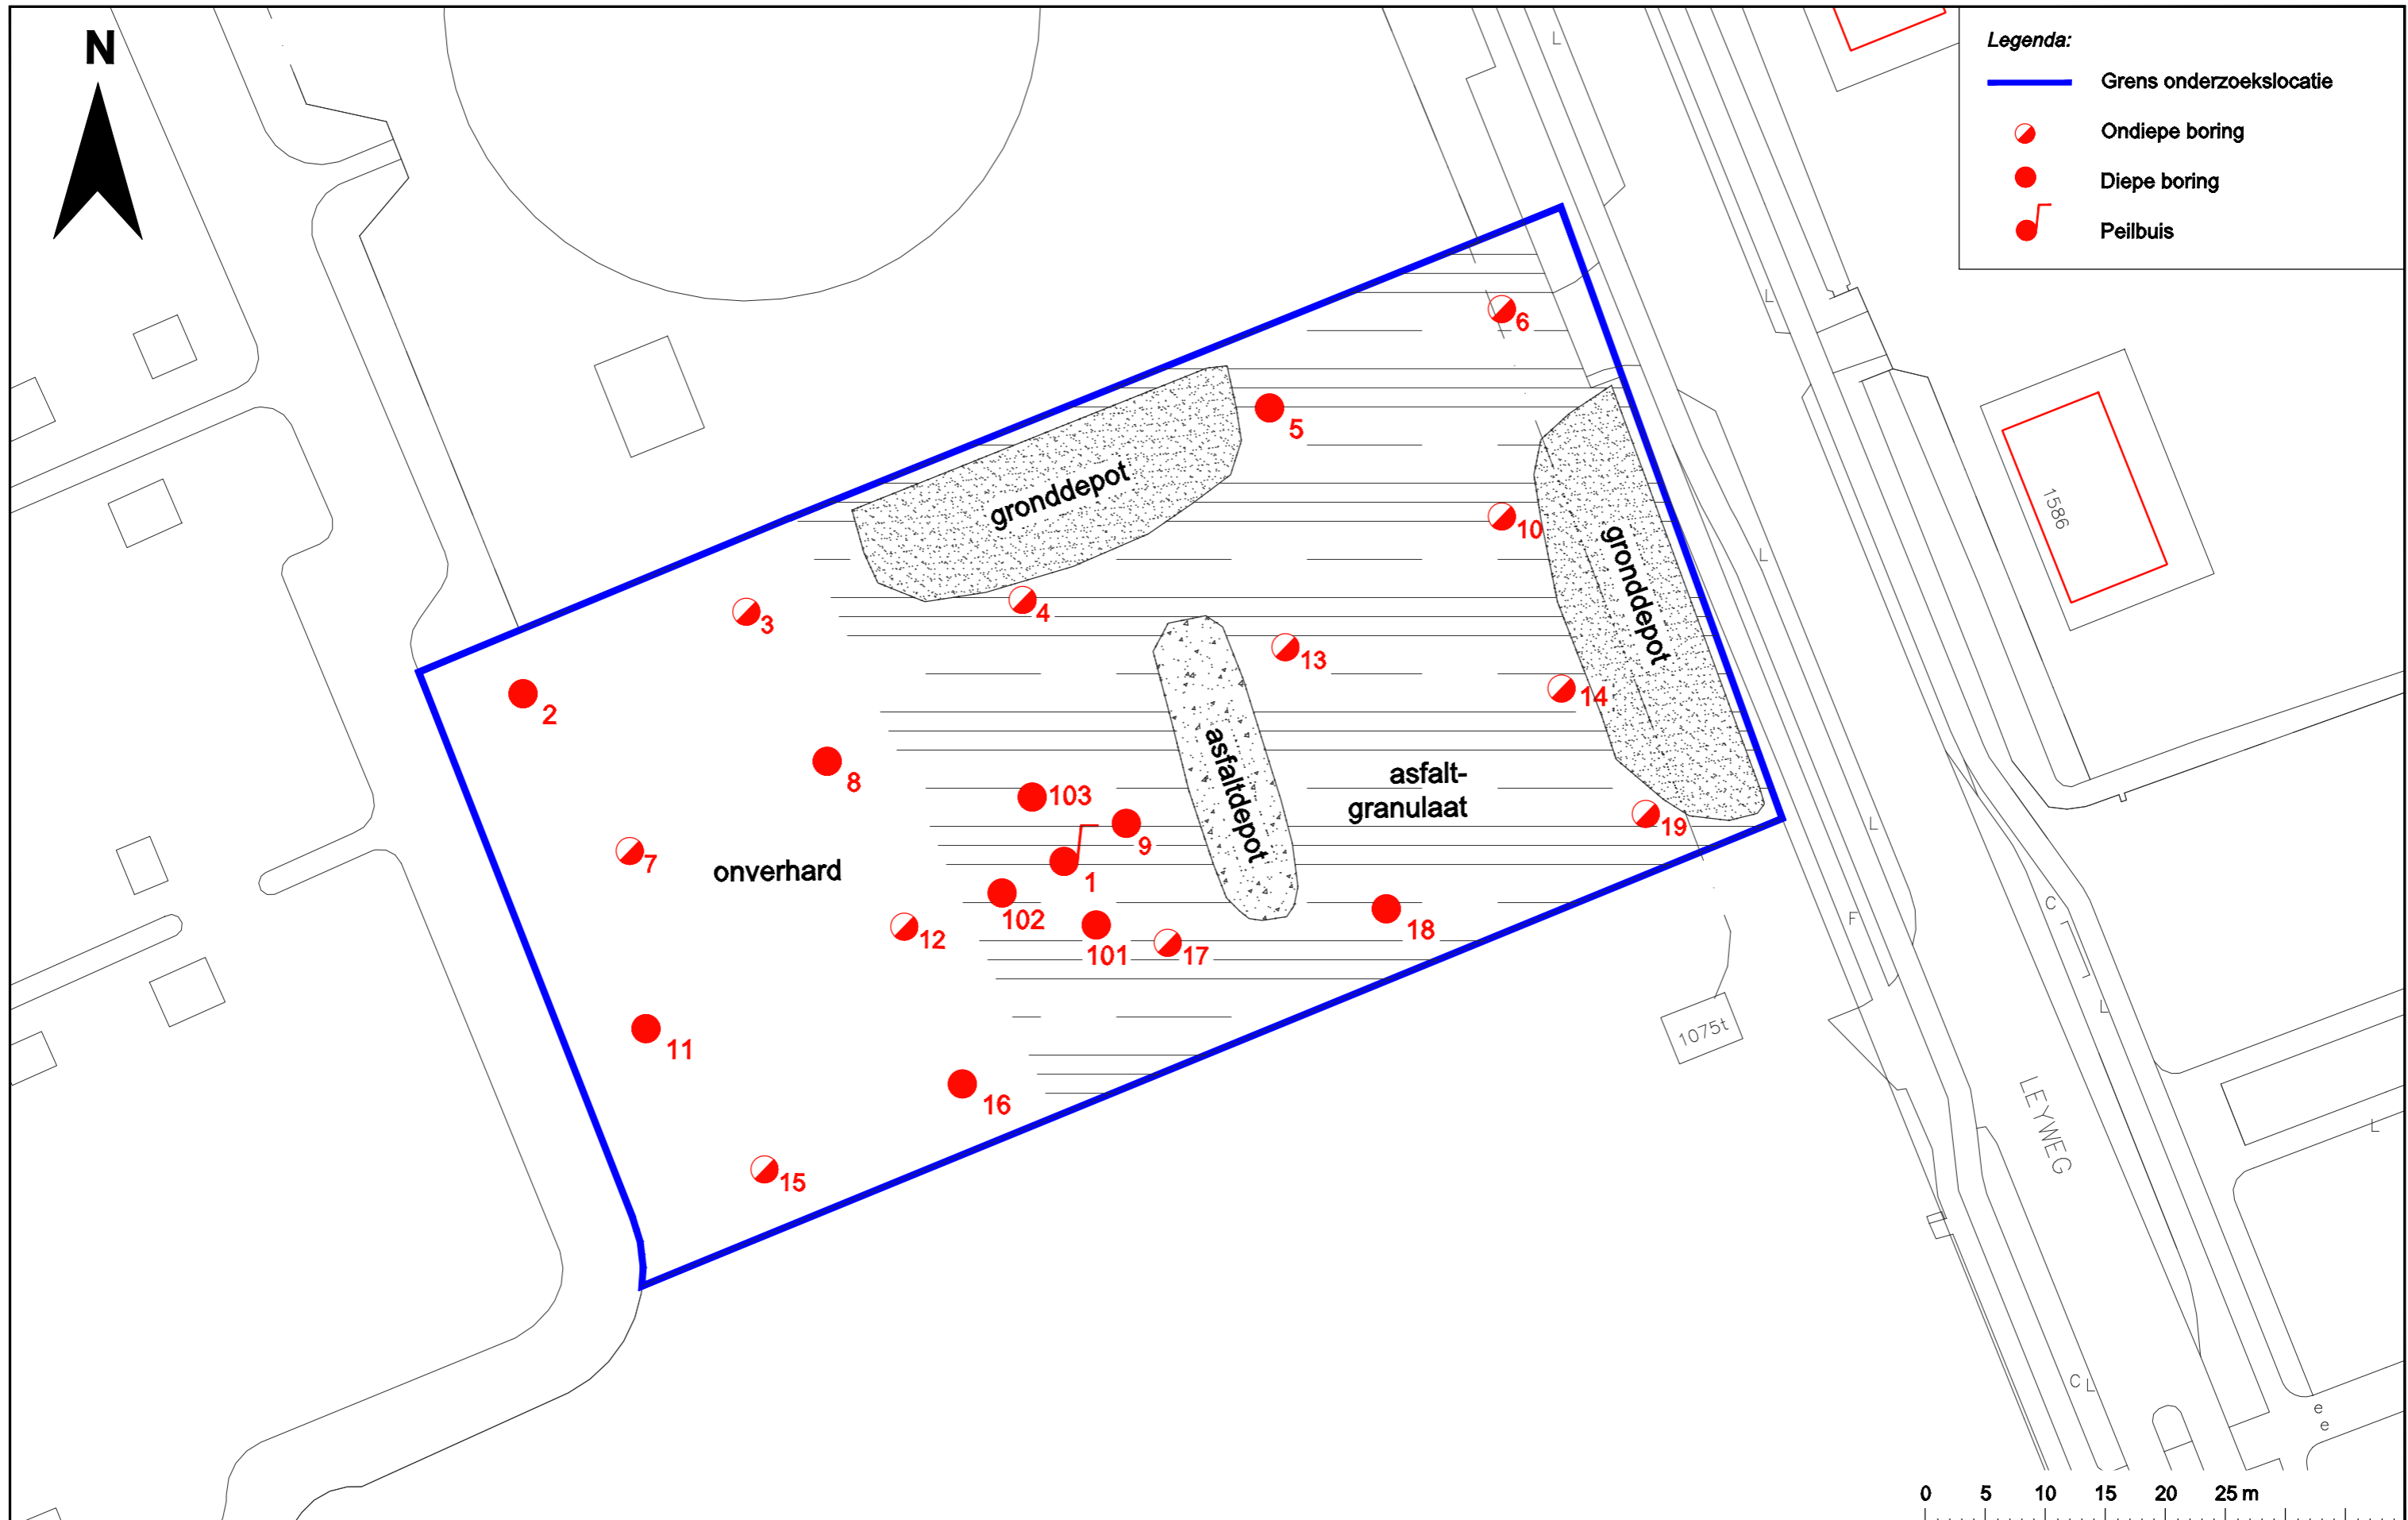 N
Legenda:
Grens onderzoekslocatie
Ondiepe boring
Diepe boring
Peilbuis
L
L
6
5
gronddepot
10
1586
gronddepot
L
4
3
13
14
2
asfaltdepot
asfalt-
granulaat
8
103
9
19
L
7
onverhard
1
102
18
12
101
17
C
F
L
11
1075t
16
LEYWEG
L
15
C L
e
e
0 5 10 15 20 25 m